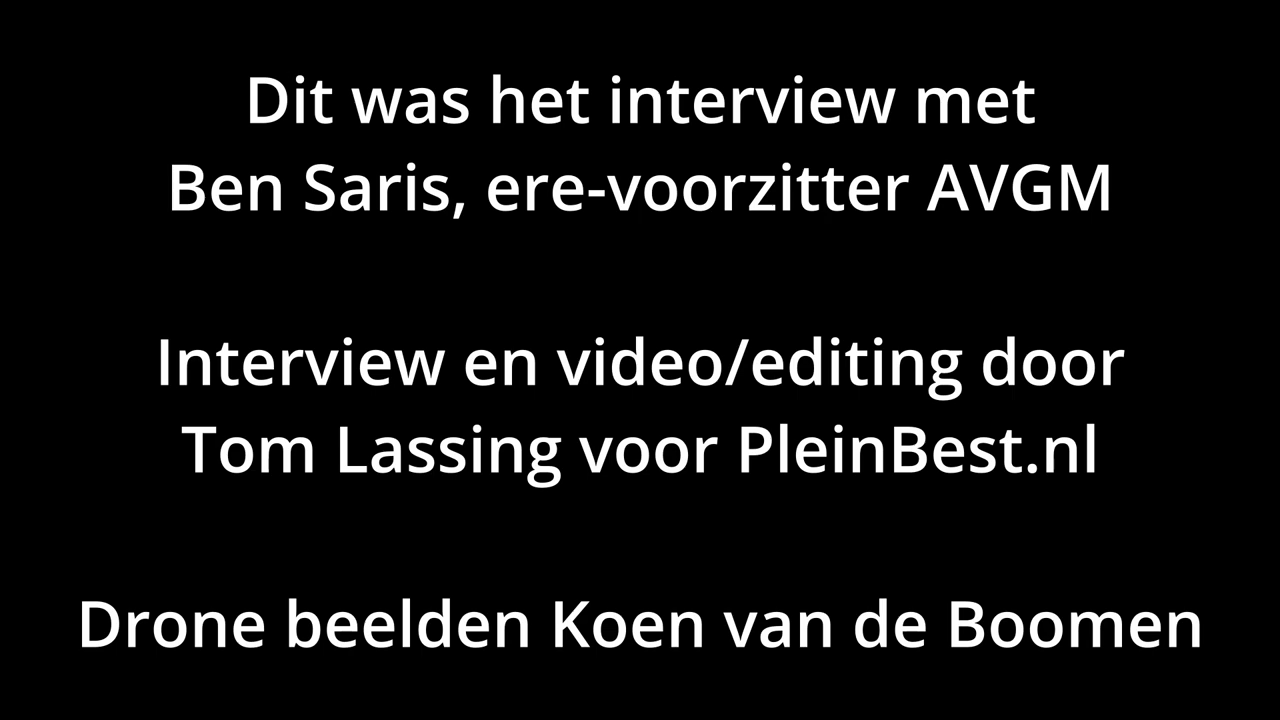 Dit was het interview met
Ben Saris, ere-voorzitter AVGM
Interview en video/editing door
Tom Lassing voor PleinBest.nl
Drone beelden Koen van de Boomen